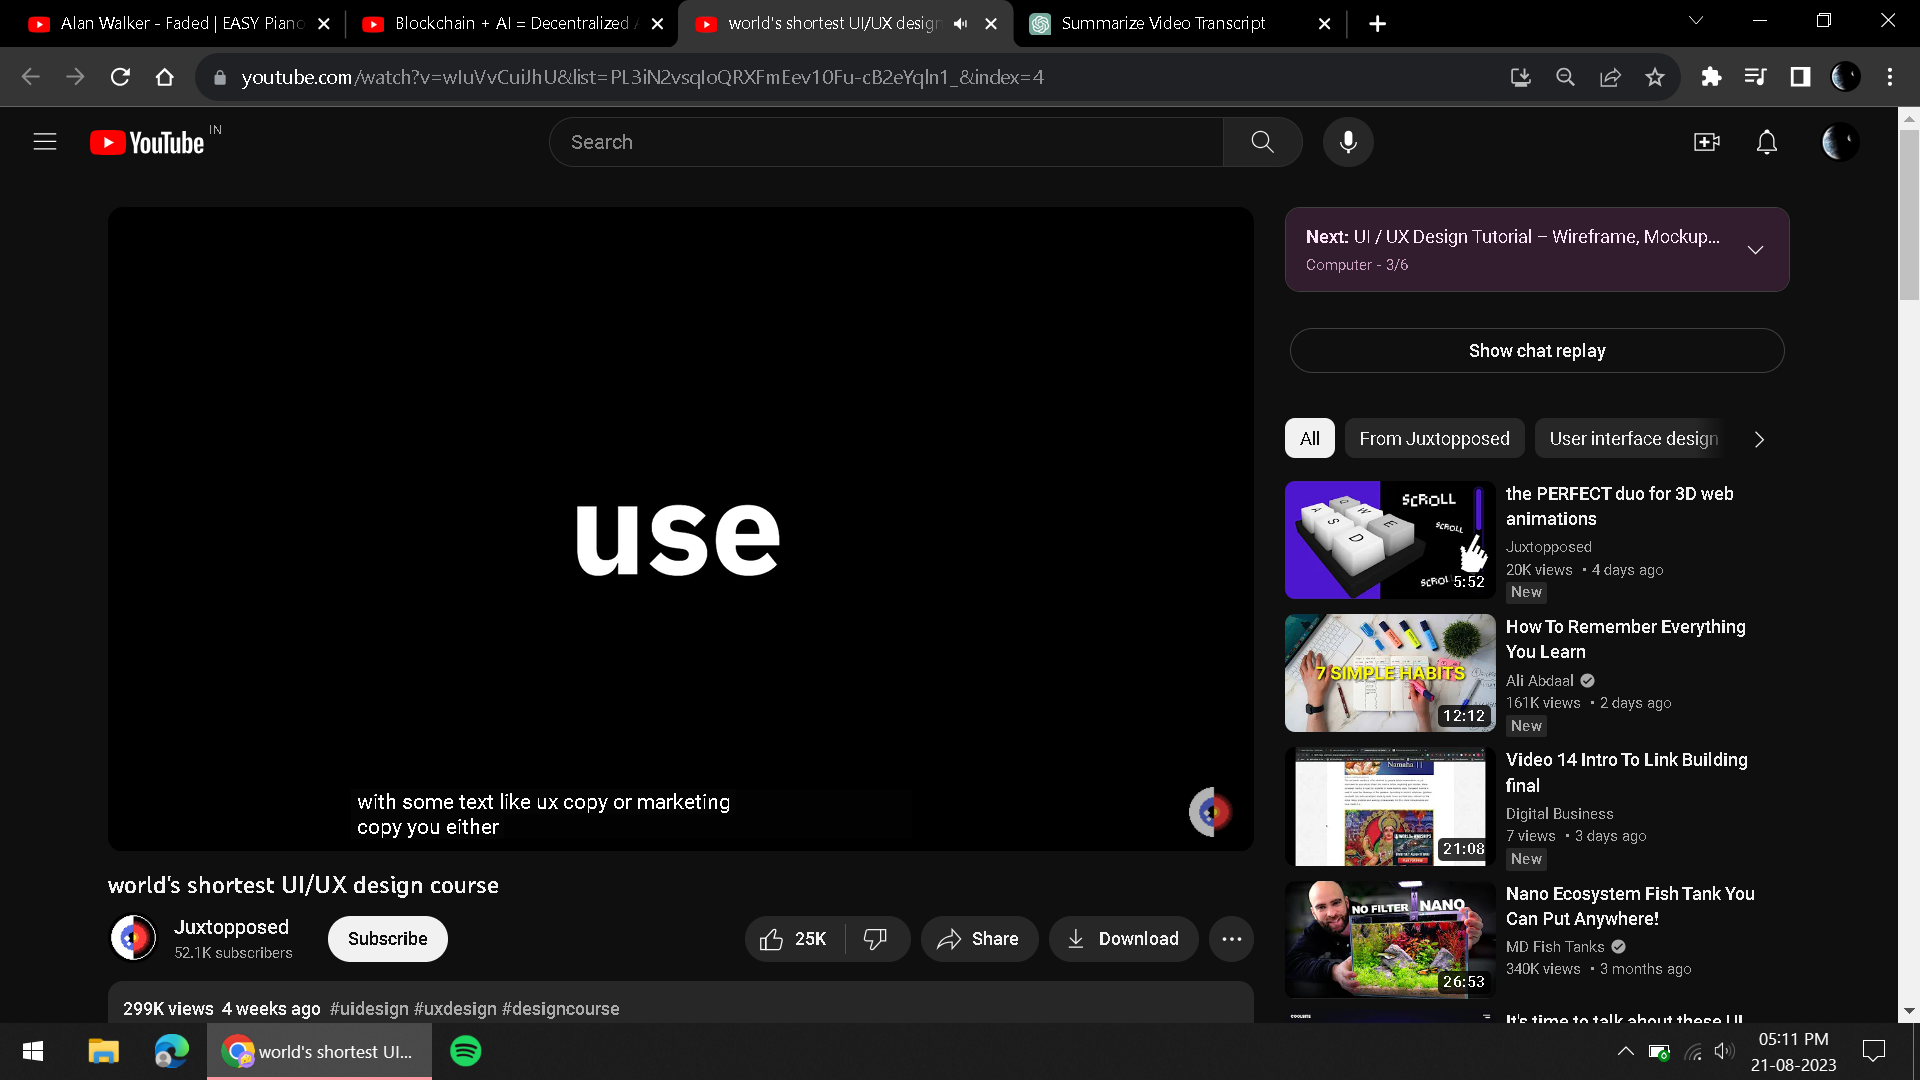 Alan Walker - Faded | EASY Piano
Blockchain + AI = Decentralized
world's shortest UI/UX design
Summarize Video Transcript
youtube.com/watch?v=wIuVvCuiJhU&list=PL3iN2vsqIoQRXFmEev10Fu-cB2eYqln1_&index=4
YouTube IN
Search
Next: UI / UX Design Tutorial – Wireframe, Mockup...
Computer - 3/6
Show chat replay
All
From Juxtopposed
User interface design
use
with some text like ux copy or marketing
copy you either
SCROLL
SCROLL
SCROLL
5:52
the PERFECT duo for 3D web
animations
Juxtopposed
20K views • 4 days ago
New
7 SIMPLE HABITS
12:12
How To Remember Everything
You Learn
Ali Abdaal
161K views • 2 days ago
New
Namaha ||
21:08
Video 14 Intro To Link Building
final
Digital Business
7 views • 3 days ago
New
NO FILTER NANO
26:53
Nano Ecosystem Fish Tank You
Can Put Anywhere!
MD Fish Tanks
340K views • 3 months ago
It's time to talk about these UI
world's shortest UI/UX design course
Juxtopposed
52.1K subscribers
Subscribe
25K
Share
Download
299K views 4 weeks ago #uidesign #uxdesign #designcourse
world's shortest UI...
05:11 PM
21-08-2023